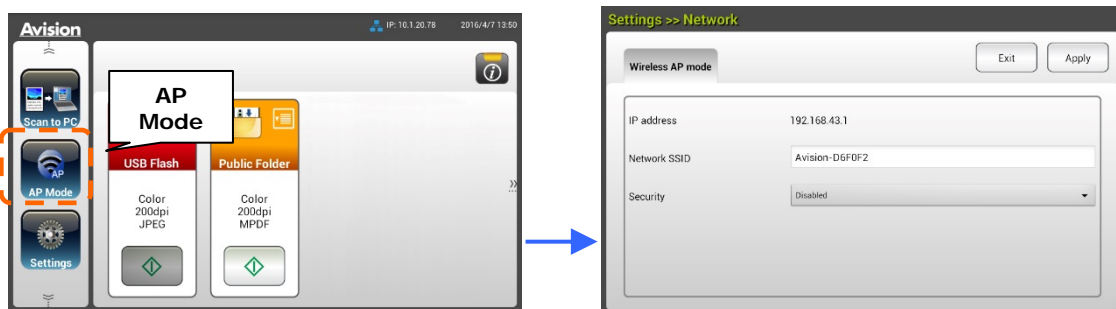 Avision
IP: 10.1.20.78 2016/4/7 13:50
Scan to PC
AP
Mode
USB Flash
Public Folder
AP
AP Mode
Color
200dpi
JPEG
Color
200dpi
MPDF
Settings
Settings >> Network
Wireless AP mode
Exit
Apply
IP address 192.168.43.1
Network SSID Avision-D6F0F2
Security Disabled